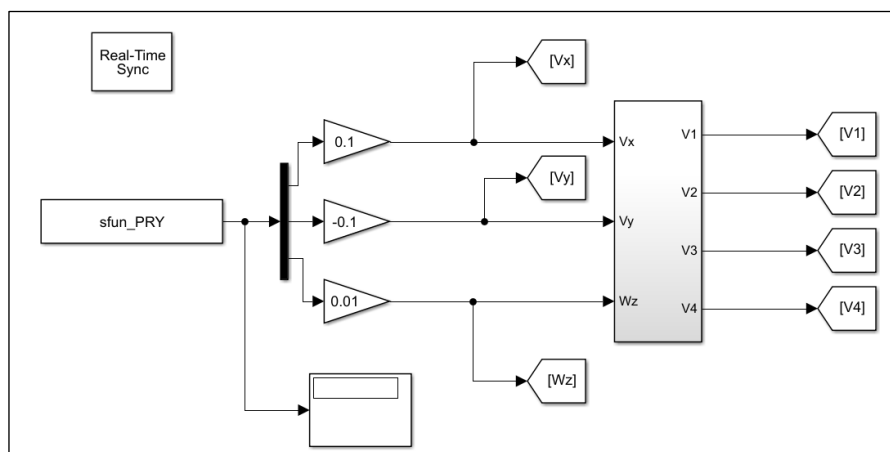 Real-Time
Sync
[Vx]
0.1
Vx
V1
[V1]
[Vy]
V2
[V2]
sfun_PRY
-0.1
Vy
V3
[V3]
0.01
Wz
V4
[V4]
[Wz]